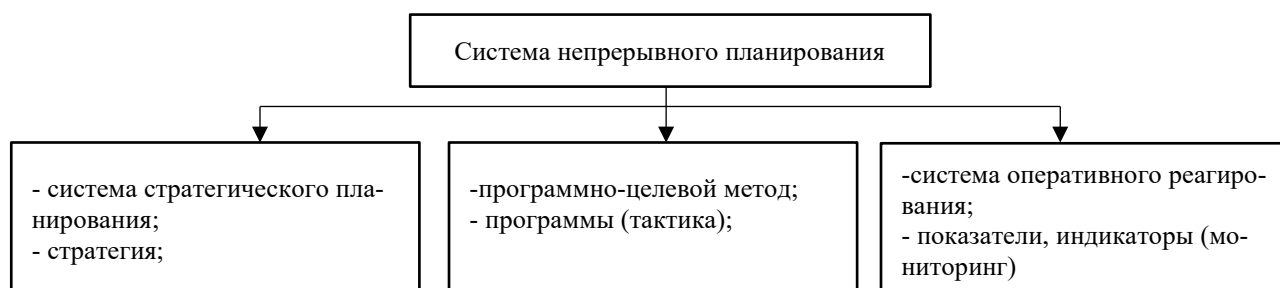 Система непрерывного планирования
- система стратегического пла-
нирования;
- стратегия;
-программно-целевой метод;
- программы (тактика);
-система оперативного реагиро-
вания;
- показатели, индикаторы (мо-
ниторинг)